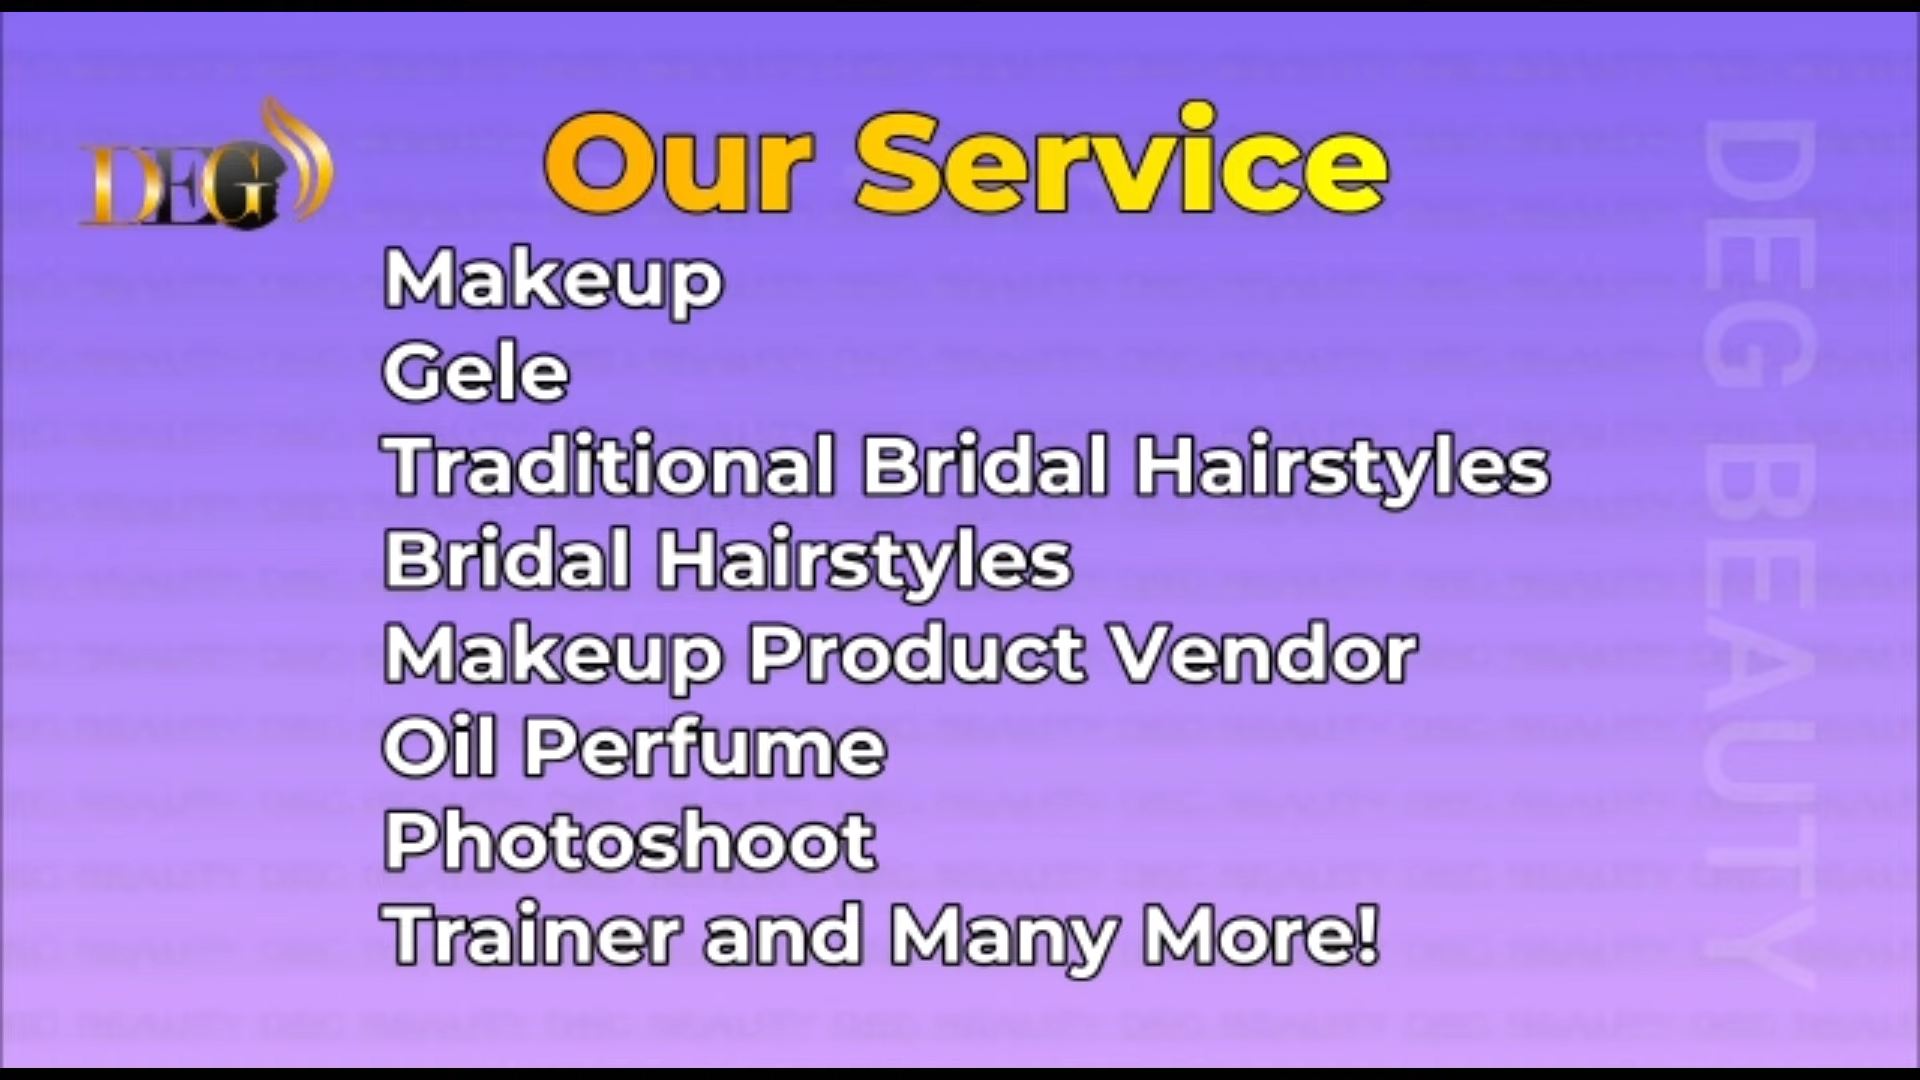 DEG
Our Service
Makeup
Gele
Traditional Bridal Hairstyles
Bridal Hairstyles
Makeup Product Vendor
Oil Perfume
Photoshoot
Trainer and Many More!
DEG BEAUTY